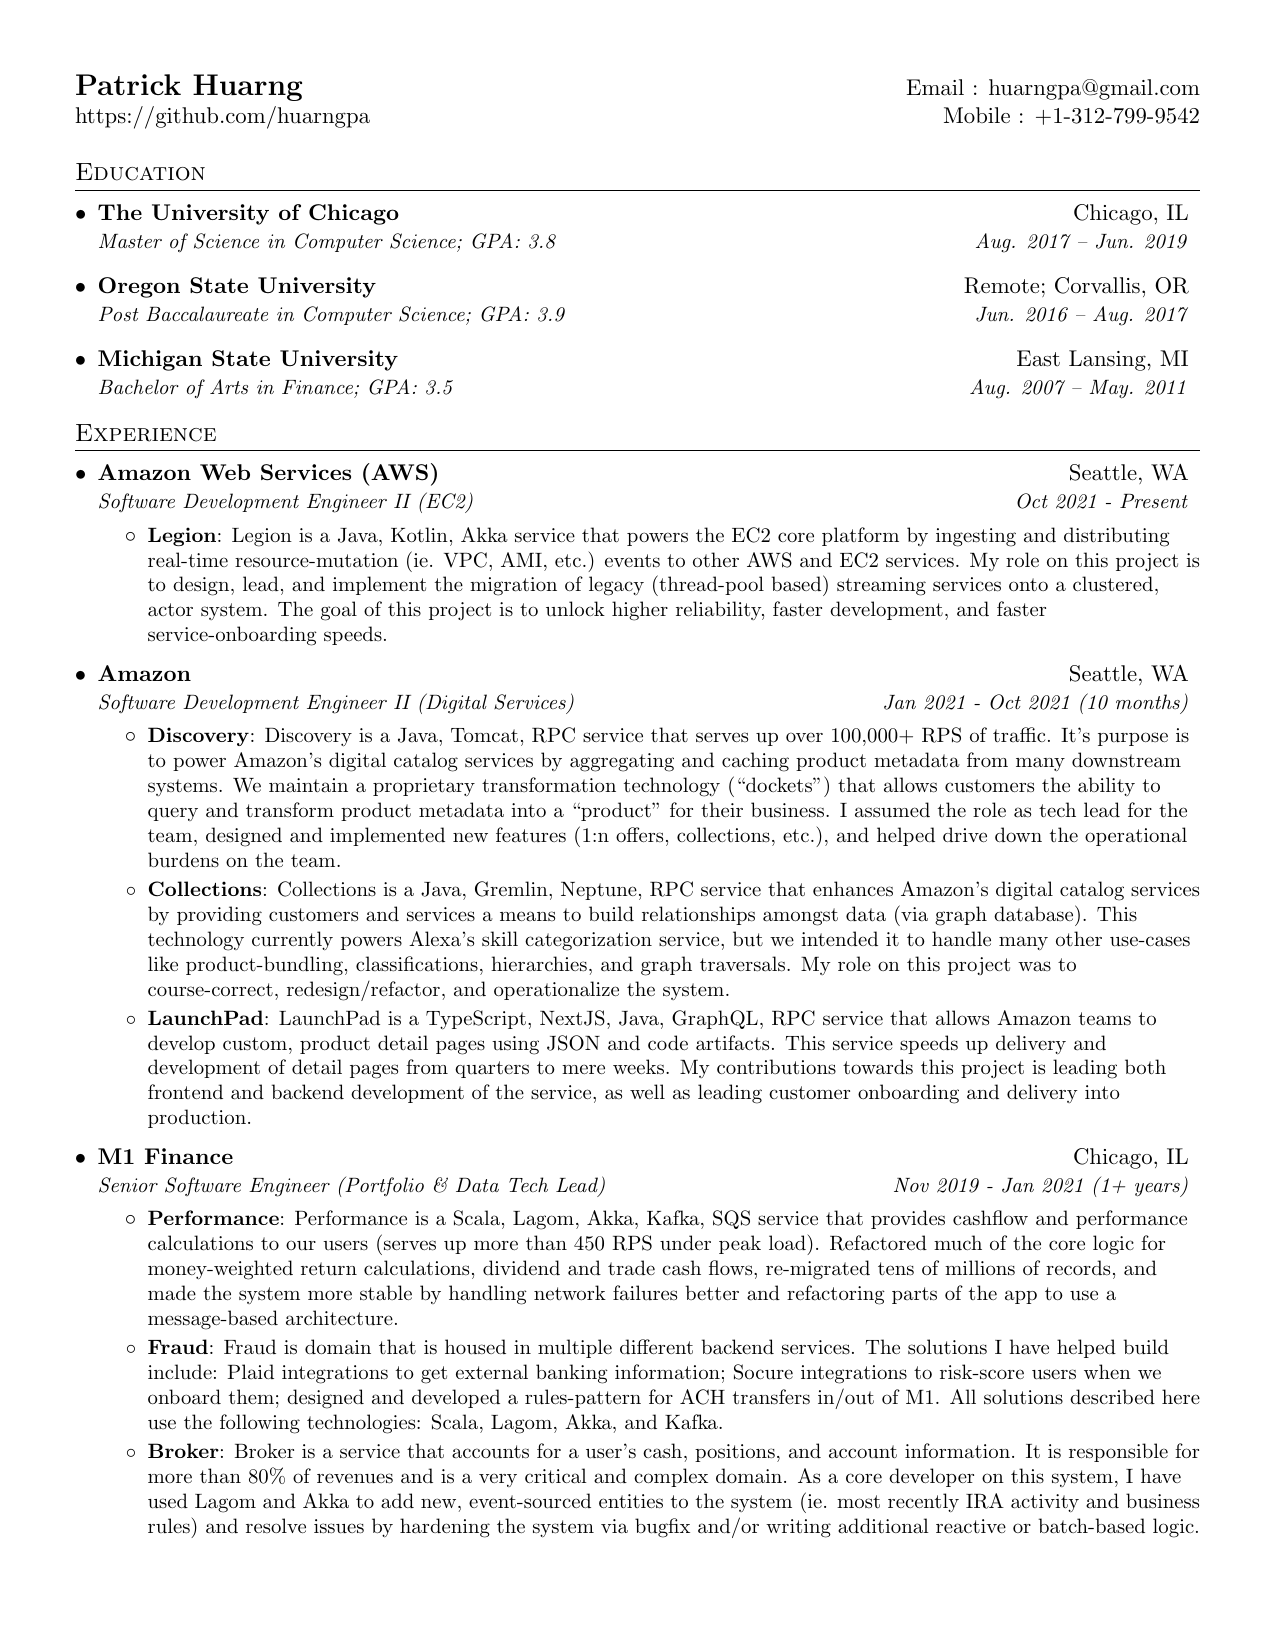 Patrick Huarng
Email : huarngpa@gmail.com
https://github.com/huarngpa
Mobile : +1-312-799-9542
Education
• The University of Chicago
Chicago, IL
Master of Science in Computer Science; GPA: 3.8
Aug. 2017 – Jun. 2019
• Oregon State University
Remote; Corvallis, OR
Post Baccalaureate in Computer Science; GPA: 3.9
Jun. 2016 – Aug. 2017
• Michigan State University
East Lansing, MI
Bachelor of Arts in Finance; GPA: 3.5
Aug. 2007 – May. 2011
Experience
• Amazon Web Services (AWS)
Seattle, WA
Software Development Engineer II (EC2)
Oct 2021 - Present
◦ Legion: Legion is a Java, Kotlin, Akka service that powers the EC2 core platform by ingesting and distributing
real-time resource-mutation (ie. VPC, AMI, etc.) events to other AWS and EC2 services. My role on this project is
to design, lead, and implement the migration of legacy (thread-pool based) streaming services onto a clustered,
actor system. The goal of this project is to unlock higher reliability, faster development, and faster
service-onboarding speeds.
• Amazon
Seattle, WA
Software Development Engineer II (Digital Services)
Jan 2021 - Oct 2021 (10 months)
◦ Discovery: Discovery is a Java, Tomcat, RPC service that serves up over 100,000+ RPS of traffic. It's purpose is
to power Amazon's digital catalog services by aggregating and caching product metadata from many downstream
systems. We maintain a proprietary transformation technology (“dockets”) that allows customers the ability to
query and transform product metadata into a “product” for their business. I assumed the role as tech lead for the
team, designed and implemented new features (1:n offers, collections, etc.), and helped drive down the operational
burdens on the team.
◦ Collections: Collections is a Java, Gremlin, Neptune, RPC service that enhances Amazon's digital catalog services
by providing customers and services a means to build relationships amongst data (via graph database). This
technology currently powers Alexa's skill categorization service, but we intended it to handle many other use-cases
like product-bundling, classifications, hierarchies, and graph traversals. My role on this project was to
course-correct, redesign/refactor, and operationalize the system.
◦ LaunchPad: LaunchPad is a TypeScript, NextJS, Java, GraphQL, RPC service that allows Amazon teams to
develop custom, product detail pages using JSON and code artifacts. This service speeds up delivery and
development of detail pages from quarters to mere weeks. My contributions towards this project is leading both
frontend and backend development of the service, as well as leading customer onboarding and delivery into
production.
• M1 Finance
Chicago, IL
Senior Software Engineer (Portfolio & Data Tech Lead)
Nov 2019 - Jan 2021 (1+ years)
◦ Performance: Performance is a Scala, Lagom, Akka, Kafka, SQS service that provides cashflow and performance
calculations to our users (serves up more than 450 RPS under peak load). Refactored much of the core logic for
money-weighted return calculations, dividend and trade cash flows, re-migrated tens of millions of records, and
made the system more stable by handling network failures better and refactoring parts of the app to use a
message-based architecture.
◦ Fraud: Fraud is domain that is housed in multiple different backend services. The solutions I have helped build
include: Plaid integrations to get external banking information; Socure integrations to risk-score users when we
onboard them; designed and developed a rules-pattern for ACH transfers in/out of M1. All solutions described here
use the following technologies: Scala, Lagom, Akka, and Kafka.
◦ Broker: Broker is a service that accounts for a user's cash, positions, and account information. It is responsible for
more than 80% of revenues and is a very critical and complex domain. As a core developer on this system, I have
used Lagom and Akka to add new, event-sourced entities to the system (ie. most recently IRA activity and business
rules) and resolve issues by hardening the system via bugfix and/or writing additional reactive or batch-based logic.